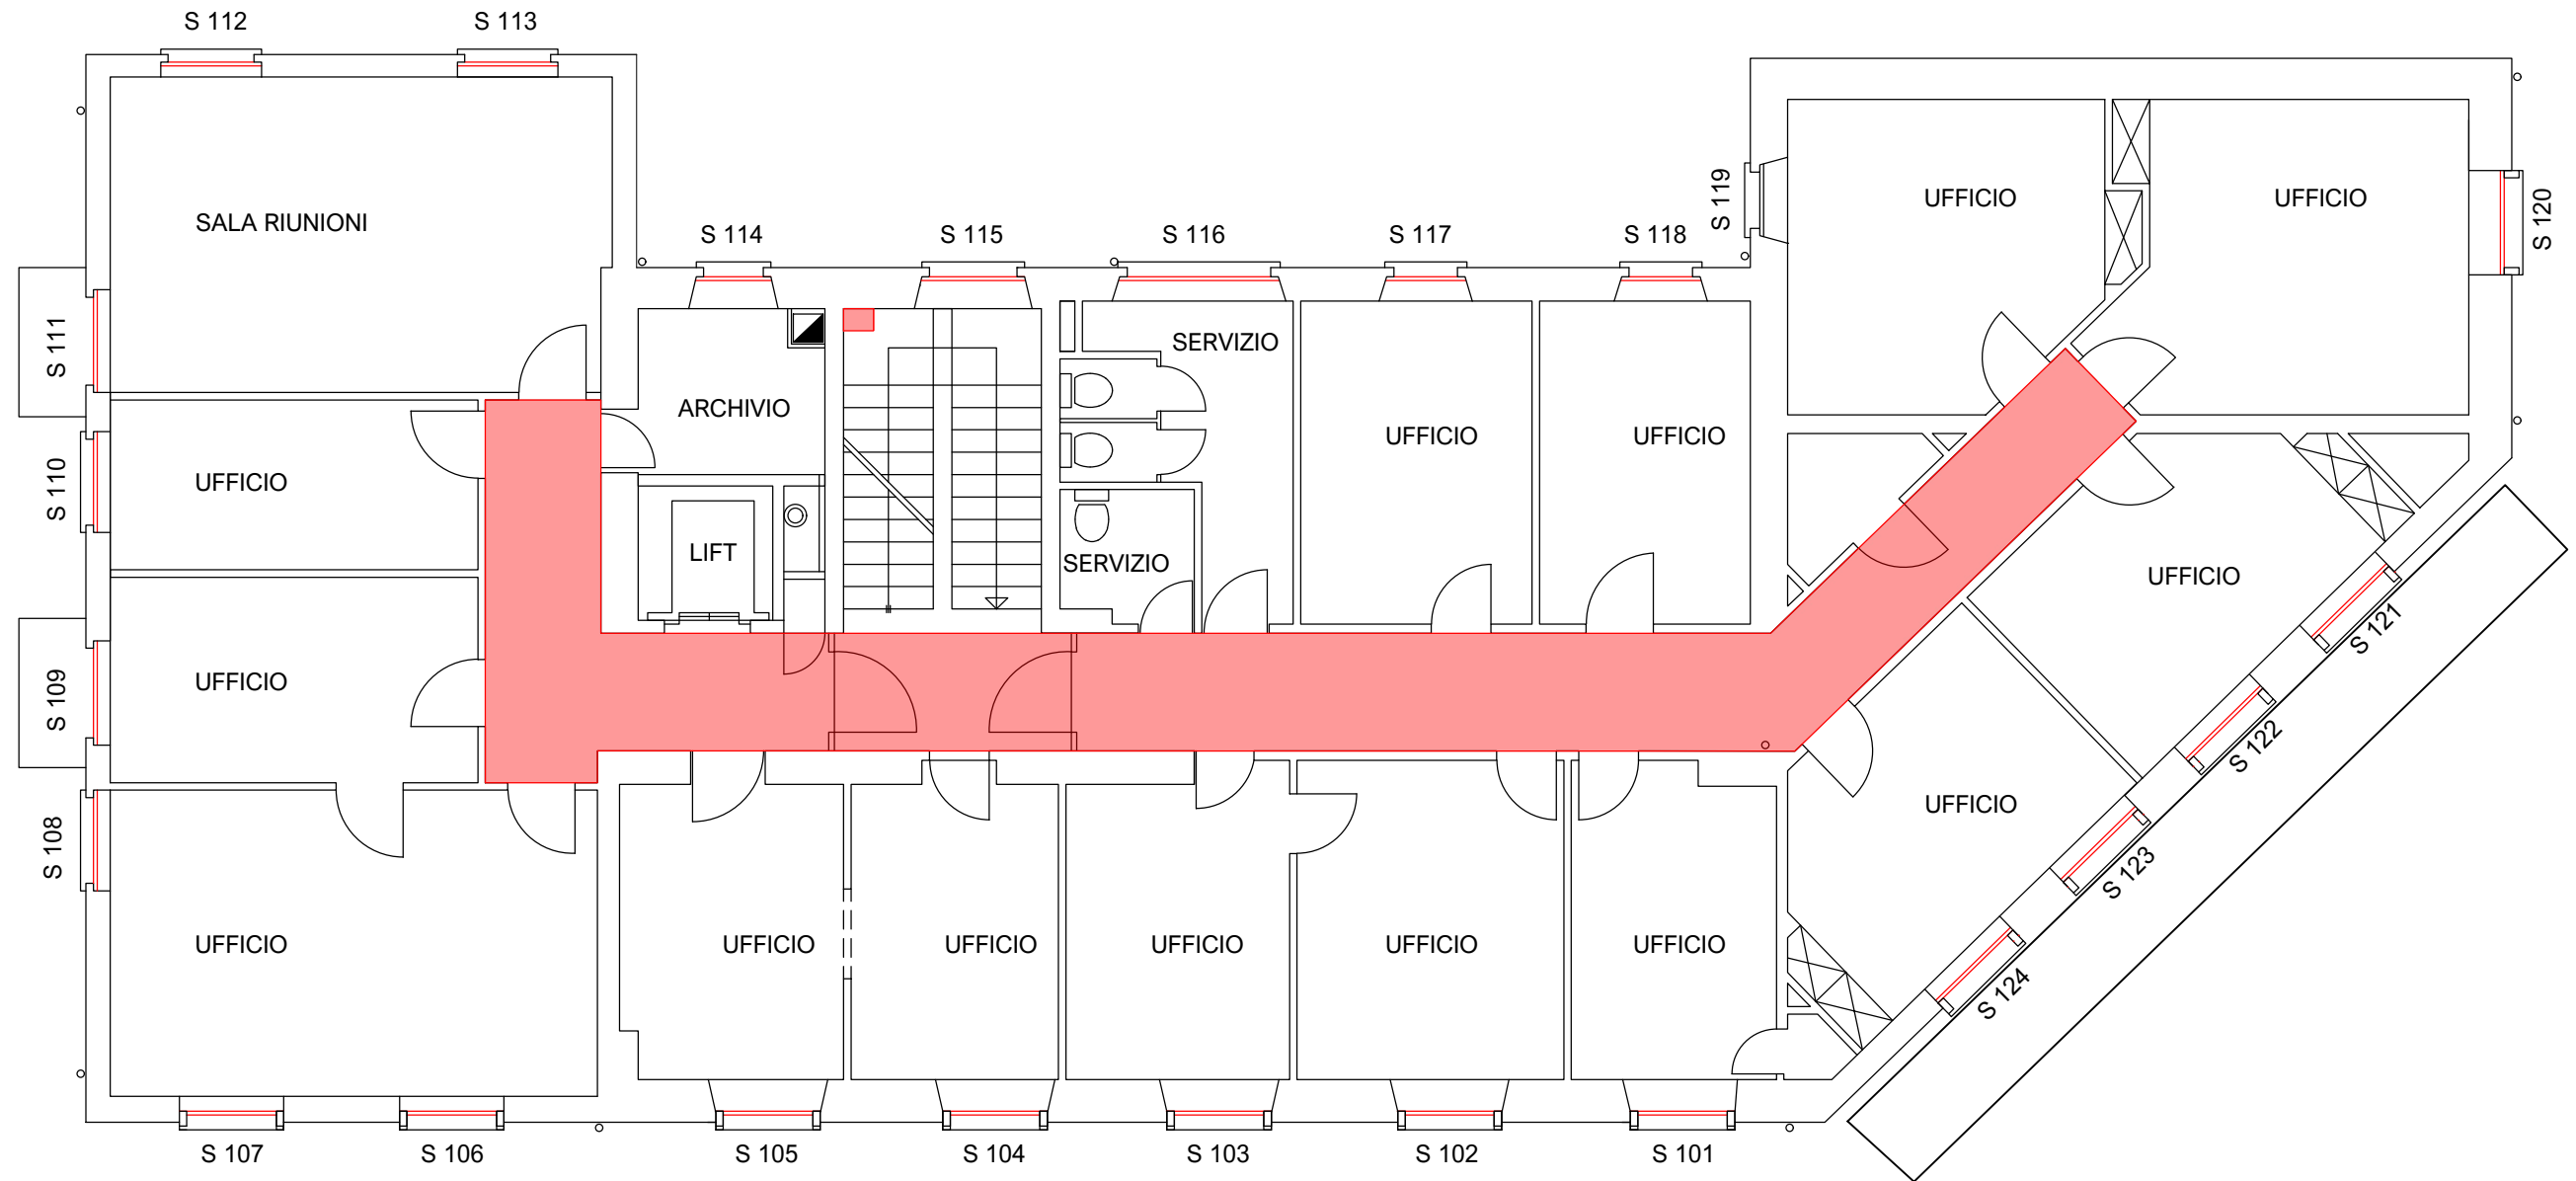 S 112
S 113
SALA RIUNIONI
S 114
S 115
S 116
S 117
S 118
S 119
UFFICIO
UFFICIO
S 120
S 111
SERVIZIO
ARCHIVIO
UFFICIO
UFFICIO
S 110
UFFICIO
LIFT
SERVIZIO
UFFICIO
S 121
S 109
UFFICIO
S 122
UFFICIO
S 108
S 123
UFFICIO
UFFICIO
UFFICIO
UFFICIO
UFFICIO
UFFICIO
S 124
S 107
S 106
S 105
S 104
S 103
S 102
S 101